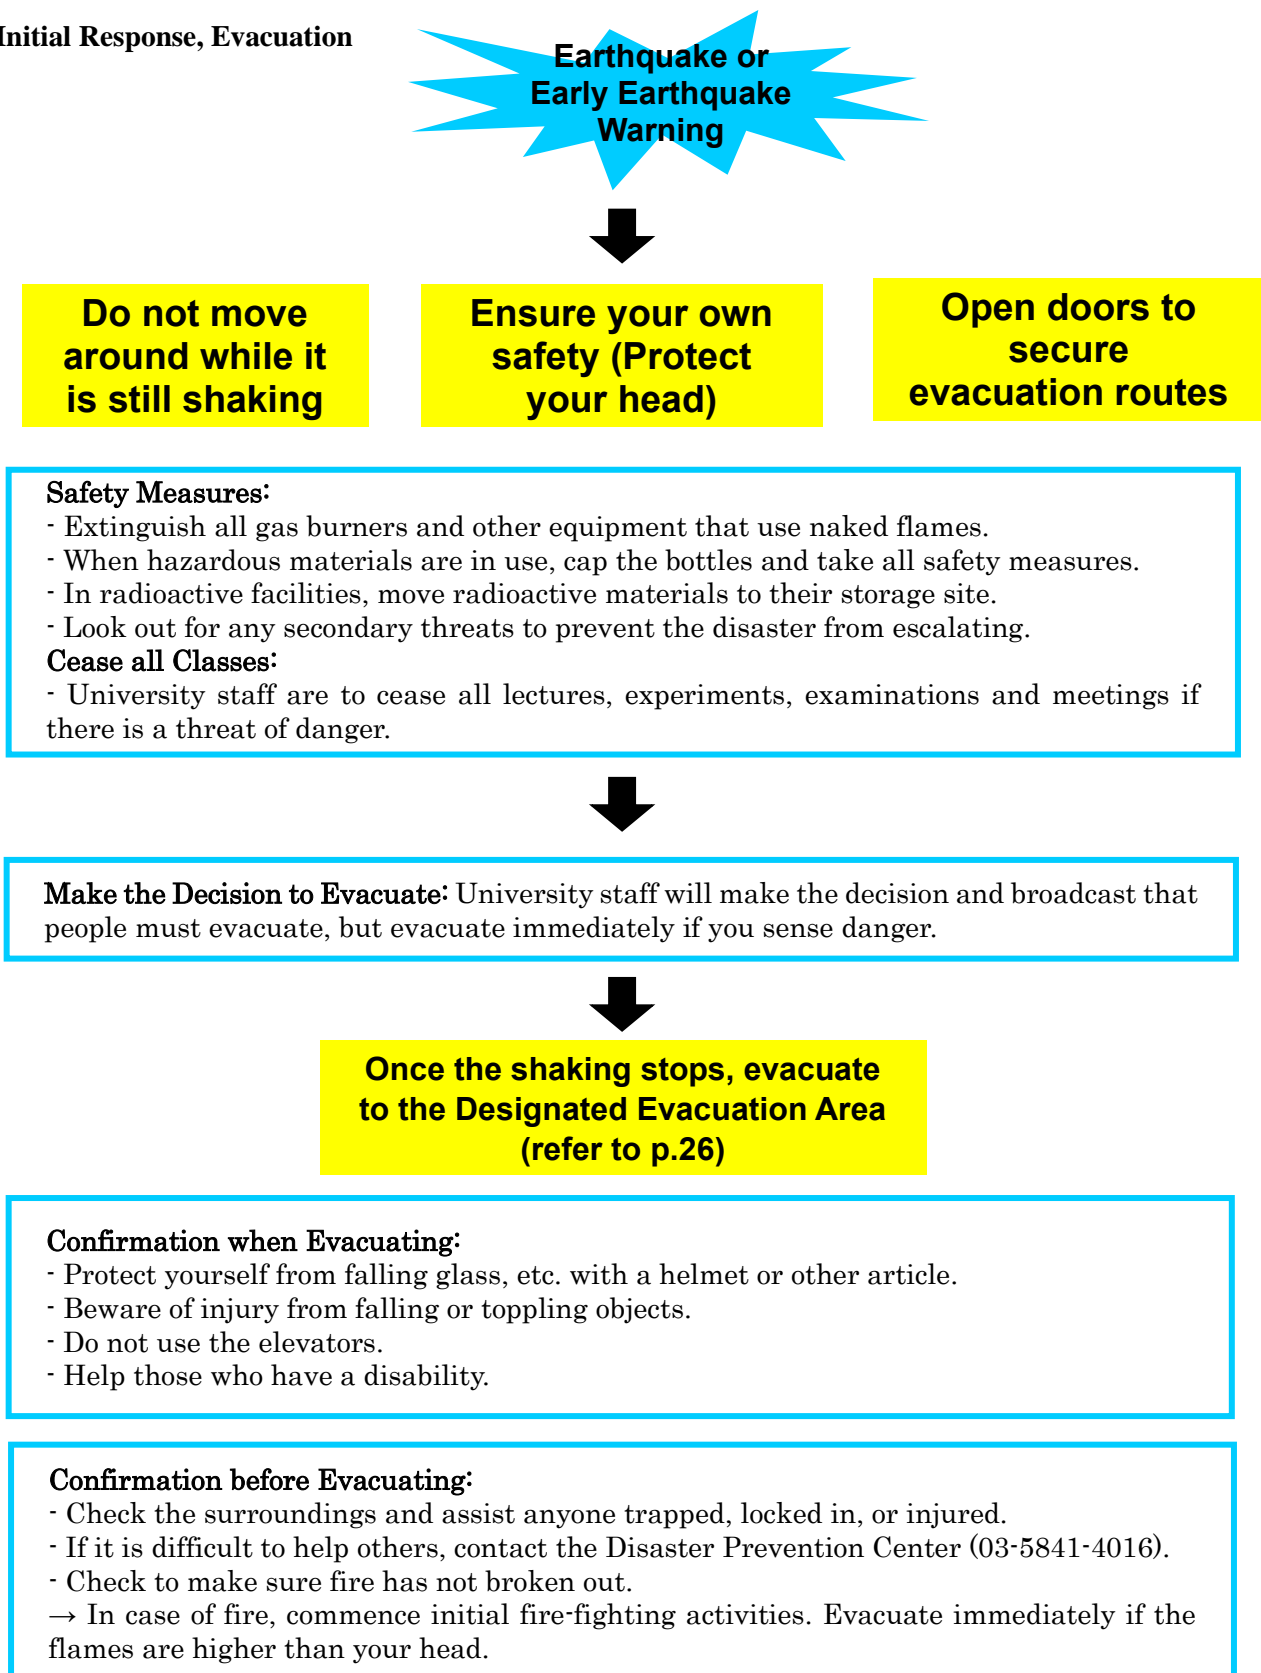 Initial Response, Evacuation
Earthquake or
Early Earthquake
Warning
Do not move
around while it
is still shaking
Ensure your own
safety (Protect
your head)
Open doors to
secure
evacuation routes
Safety Measures:
- Extinguish all gas burners and other equipment that use naked flames.
- When hazardous materials are in use, cap the bottles and take all safety measures.
- In radioactive facilities, move radioactive materials to their storage site.
- Look out for any secondary threats to prevent the disaster from escalating.
Cease all Classes:
- University staff are to cease all lectures, experiments, examinations and meetings if
there is a threat of danger.
Make the Decision to Evacuate: University staff will make the decision and broadcast that
people must evacuate, but evacuate immediately if you sense danger.
Once the shaking stops, evacuate
to the Designated Evacuation Area
(refer to p.26)
Confirmation when Evacuating:
- Protect yourself from falling glass, etc. with a helmet or other article.
- Beware of injury from falling or toppling objects.
- Do not use the elevators.
- Help those who have a disability.
Confirmation before Evacuating:
- Check the surroundings and assist anyone trapped, locked in, or injured.
- If it is difficult to help others, contact the Disaster Prevention Center (03-5841-4016).
- Check to make sure fire has not broken out.
→ In case of fire, commence initial fire-fighting activities. Evacuate immediately if the
flames are higher than your head.